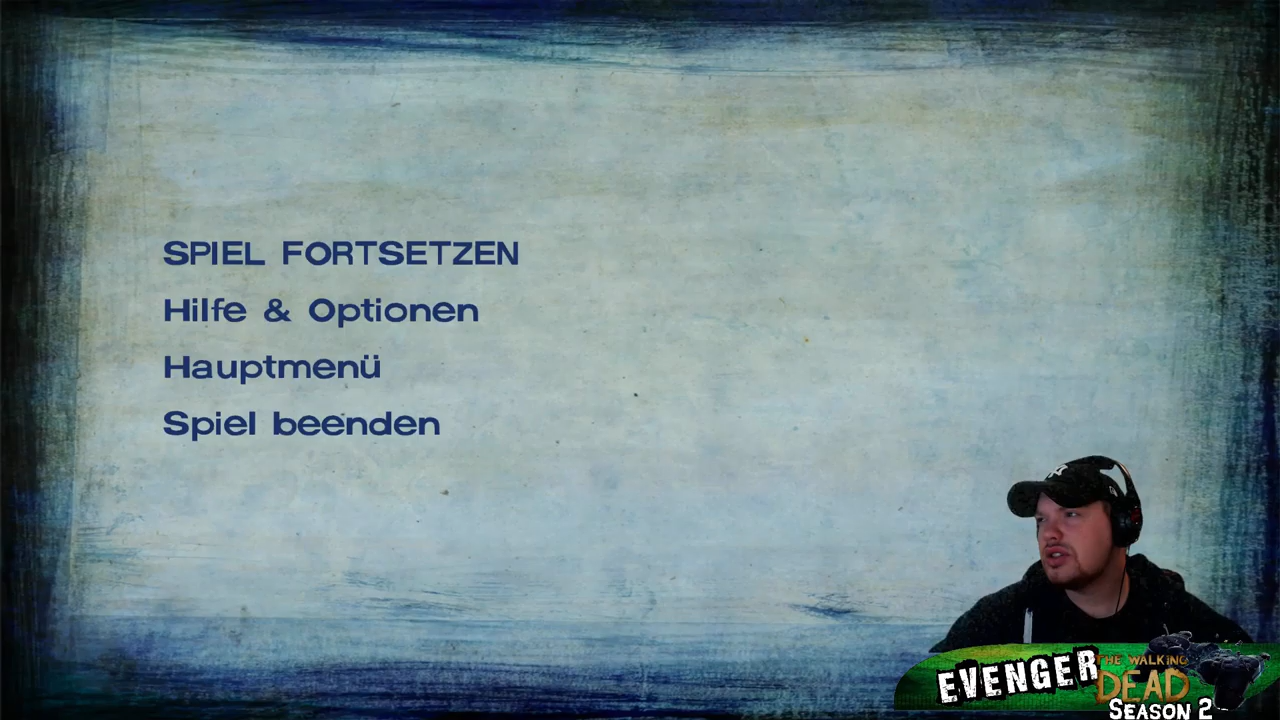 SPIEL FORTSETZEN
Hilfe & Optionen
Hauptmenü
Spiel beenden
EVENGER
THE WALKING
DEAD
SEASON 2